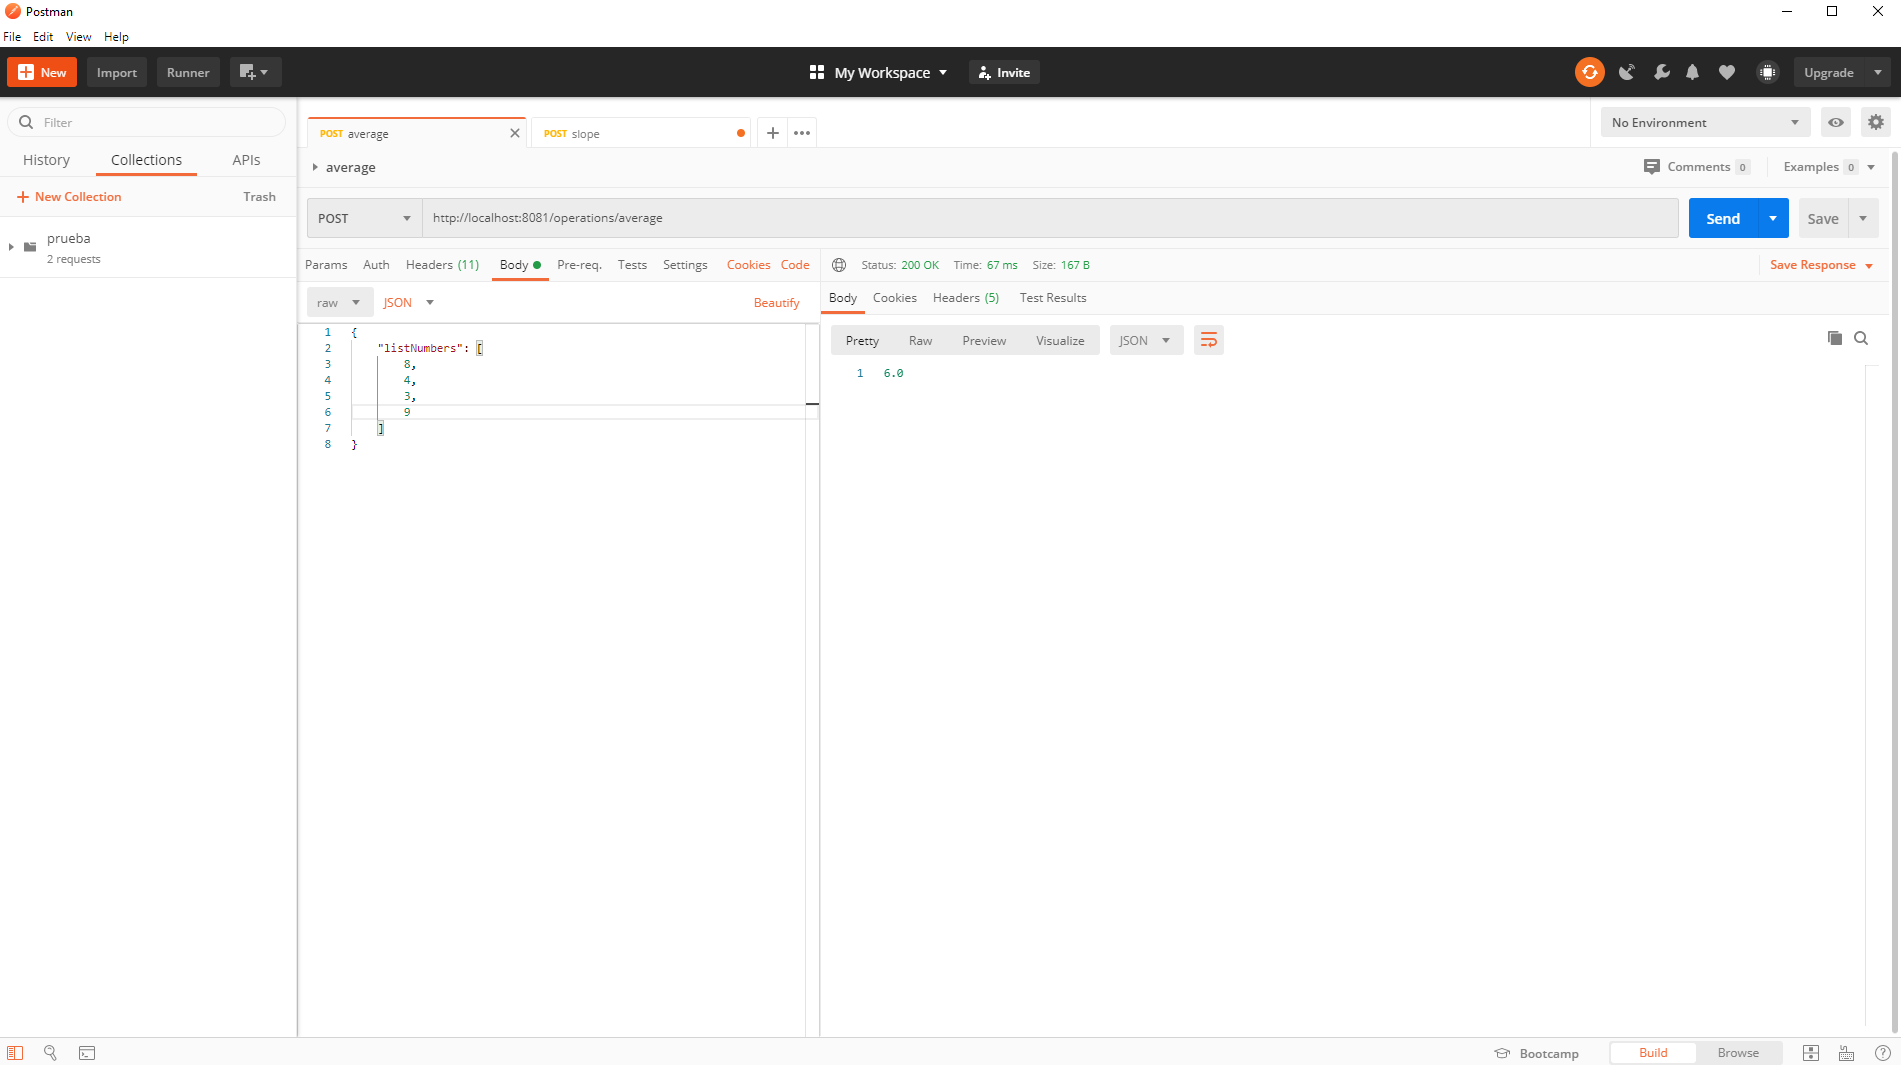 Postman
File Edit View Help
New Import Runner My Workspace Invite Upgrade
Filter
History Collections APIs
New Collection Trash
prueba
2 requests
POST average POST slope No Environment
average Comments 0 Examples 0
POST http://localhost:8081/operations/average Send Save
Params Auth Headers (11) Body Pre-req. Tests Settings Cookies Code
raw JSON Beautify
1 {
2 "listNumbers": [
3 8,
4 4,
5 3,
6 9
7 ]
8 }
Status: 200 OK Time: 67 ms Size: 167 B Save Response
Body Cookies Headers (5) Test Results
Pretty Raw Preview Visualize JSON
1 6.0
Bootcamp Build Browse